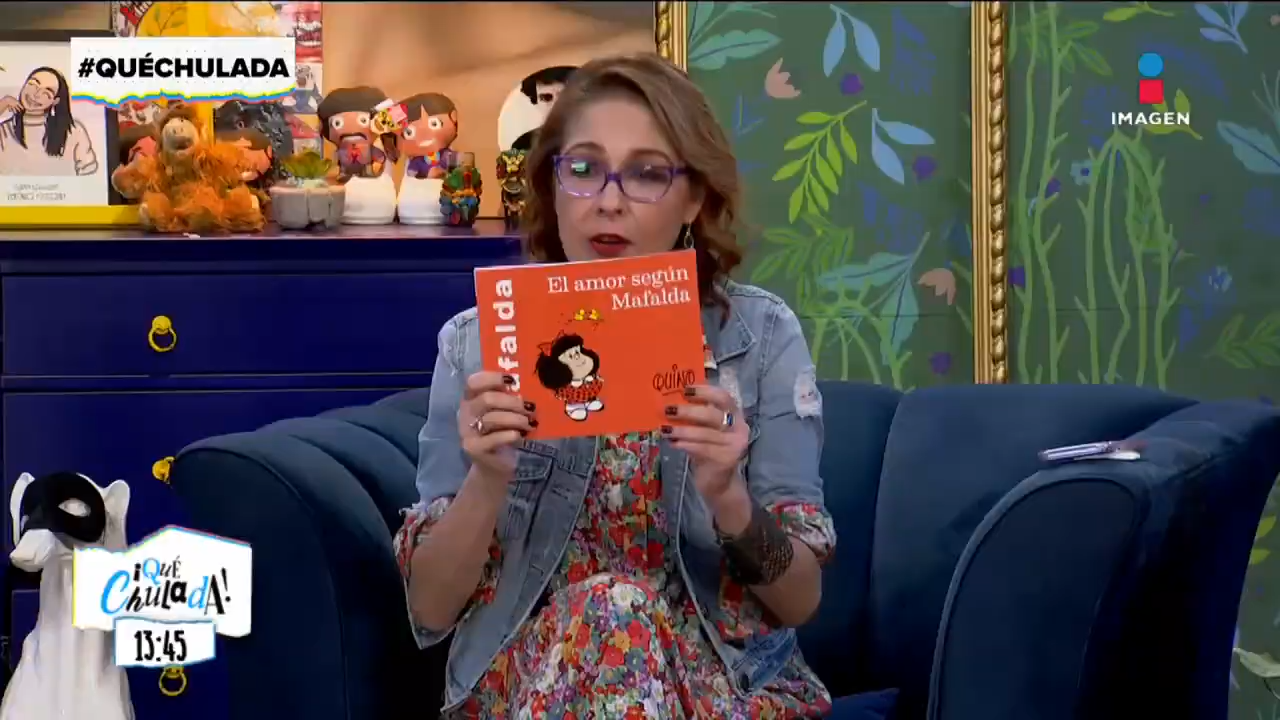 #QUÉCHULADA
IMAGEN
El amor según
Mafalda
afalda
QUINO
¡QUÉ
CHULADA!
13:45